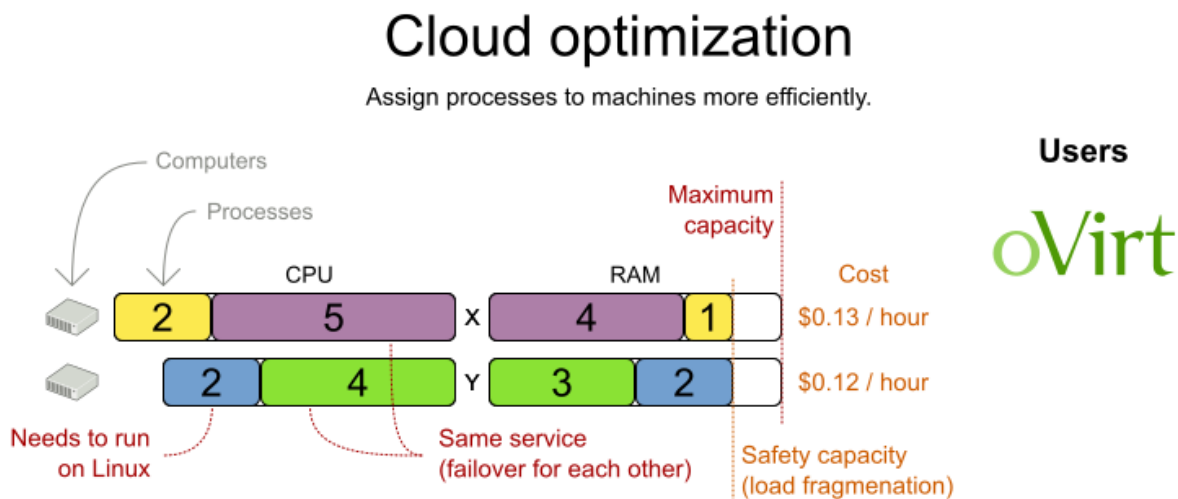 Cloud optimization
Assign processes to machines more efficiently.
Computers
Processes
Users
oVirt
Maximum
capacity
CPU
RAM
Cost
2 5 X 4 1 $0.13 / hour
2 4 Y 3 2 $0.12 / hour
Needs to run
on Linux
Same service
(failover for each other)
Safety capacity
(load fragmenation)